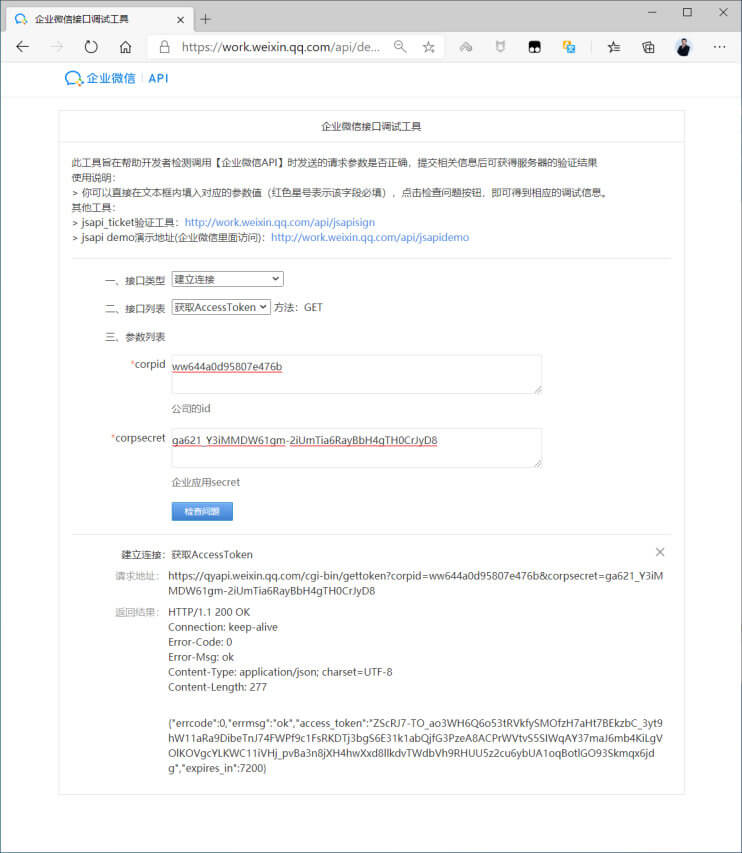 企业微信接口调试工具
https://work.weixin.qq.com/api/de...
企业微信 | API
企业微信接口调试工具
此工具旨在帮助开发者检测调用【企业微信API】时发送的请求参数是否正确，提交相关信息后可获得服务器的验证结果
使用说明：
> 你可以直接在文本框内填入对应的参数值（红色星号表示该字段必填），点击检查问题按钮，即可得到相应的调试信息。
其他工具：
> jsapi_ticket验证工具：http://work.weixin.qq.com/api/jsapisign
> jsapi demo演示地址(企业微信里面访问)：http://work.weixin.qq.com/api/jsapidemo
一、接口类型 建立连接
二、接口列表 获取AccessToken 方法：GET
三、参数列表
*corpid ww644a0d95807e476b
公司的id
*corpsecret ga621_Y3iMMDW61gm-2iUmTia6RayBbH4gTH0CrJyD8
企业应用secret
检查问题
建立连接：获取AccessToken
请求地址： https://qyapi.weixin.qq.com/cgi-bin/gettoken?corpid=ww644a0d95807e476b&corpsecret=ga621_Y3iM
MDW61gm-2iUmTia6RayBbH4gTH0CrJyD8
返回结果： HTTP/1.1 200 OK
Connection: keep-alive
Error-Code: 0
Error-Msg: ok
Content-Type: application/json; charset=UTF-8
Content-Length: 277
{"errcode":0,"errmsg":"ok","access_token":"ZScRJ7-TO_ao3WH6Q6o53tRVkfySMOfzH7aHt7BEkzbC_3yt9
hW11aRa9DibeTnJ74FWPf9c1FsRKDTj3bgS6E31k1abQjfG3PzeA8ACPrWVtvS5SIWqAY37maJ6mb4KiLgV
OlKOVgcYLKWC11iVHj_pvBa3n8jXH4hwXxd8llkdvTWdbVh9RHUU5z2cu6ybUA1oqBotlGO93Skmqx6jd
g","expires_in":7200}